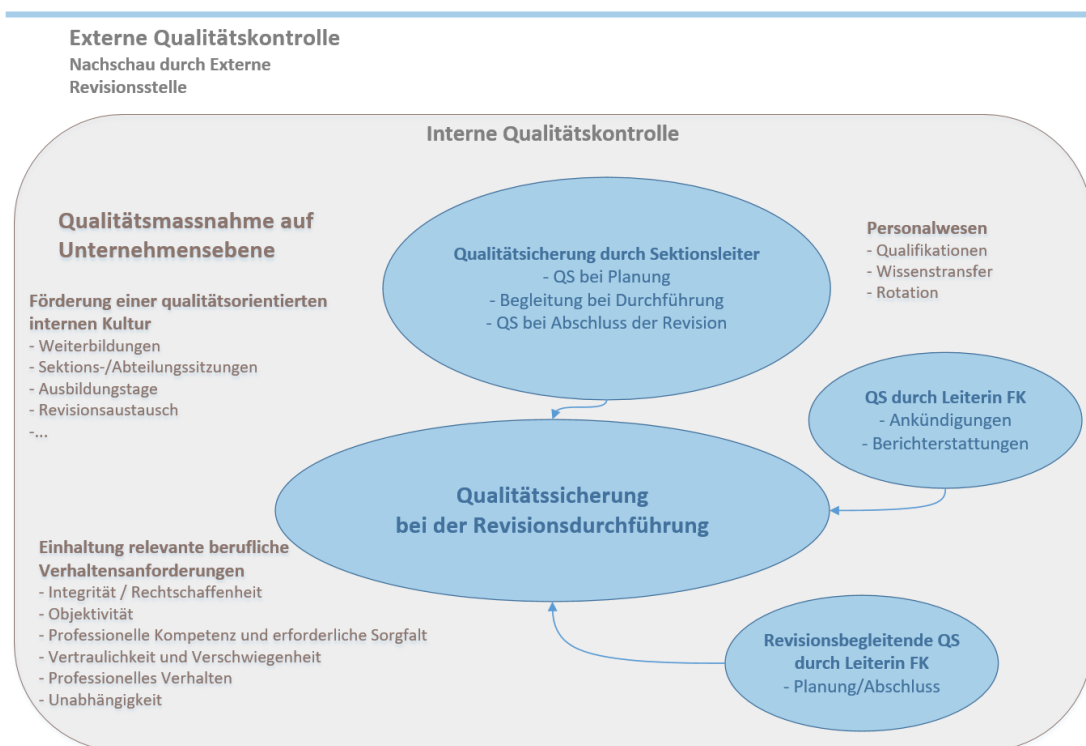 Externe Qualitätskontrolle
Nachschau durch Externe
Revisionsstelle
Interne Qualitätskontrolle
Qualitätsmassnahme auf
Unternehmensebene
Förderung einer qualitätsorientierten
internen Kultur
- Weiterbildungen
- Sektions-/Abteilungssitzungen
- Ausbildungstage
- Revisionsaustausch
-...
Einhaltung relevante berufliche
Verhaltensanforderungen
- Integrität / Rechtschaffenheit
- Objektivität
- Professionelle Kompetenz und erforderliche Sorgfalt
- Vertraulichkeit und Verschwiegenheit
- Professionelles Verhalten
- Unabhängigkeit
Qualitätsicherung durch Sektionsleiter
- QS bei Planung
- Begleitung bei Durchführung
- QS bei Abschluss der Revision
Qualitätssicherung
bei der Revisionsdurchführung
Personalwesen
- Qualifikationen
- Wissenstransfer
- Rotation
QS durch Leiterin FK
- Ankündigungen
- Berichterstattungen
Revisionsbegleitende QS
durch Leiterin FK
- Planung/Abschluss